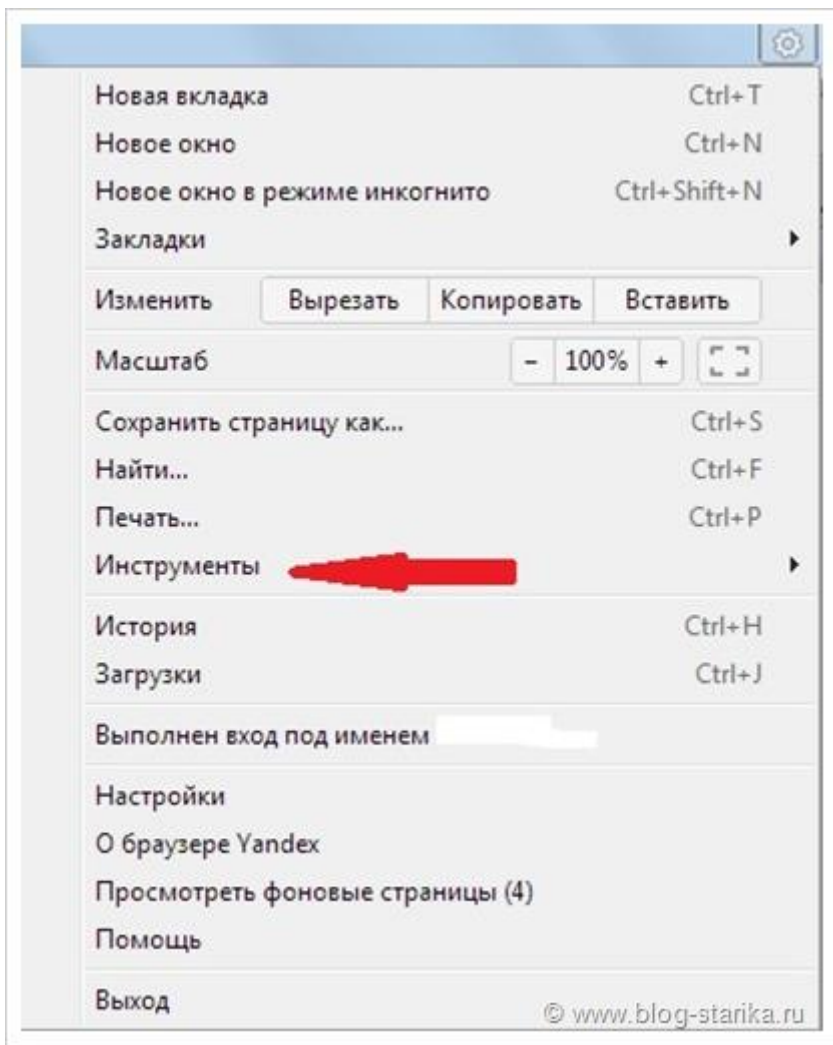 Новая вкладка Ctrl+T
Новое окно Ctrl+N
Новое окно в режиме инкогнито Ctrl+Shift+N
Закладки
Изменить Вырезать Копировать Вставить
Масштаб - 100% +
Сохранить страницу как... Ctrl+S
Найти... Ctrl+F
Печать... Ctrl+P
Инструменты
История Ctrl+H
Загрузки Ctrl+J
Выполнен вход под именем
Настройки
О браузере Yandex
Просмотреть фоновые страницы (4)
Помощь
Выход
© www.blog-starika.ru